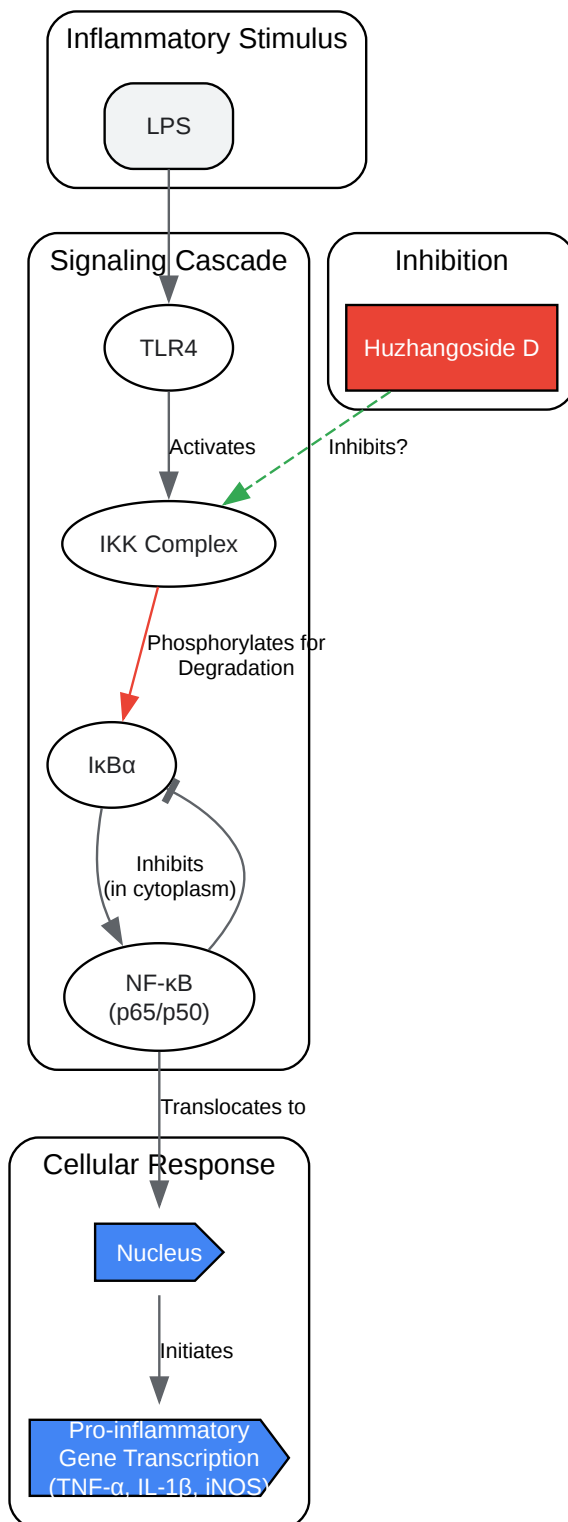 Inflammatory Stimulus
LPS
Signaling Cascade
Inhibition
TLR4
Huzhangoside D
Activates
Inhibits?
IKK Complex
Phosphorylates for
Degradation
IκBα
Inhibits
(in cytoplasm)
NF-κB
(p65/p50)
Translocates to
Cellular Response
Nucleus
Initiates
Pro-inflammatory
Gene Transcription
(TNF-α, IL-1β, iNOS)